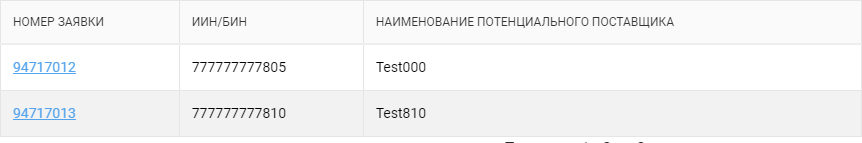 НОМЕР ЗАЯВКИ ИИН/БИН НАИМЕНОВАНИЕ ПОТЕНЦИАЛЬНОГО ПОСТАВЩИКА
94717012 777777777805 Test000
94717013 777777777810 Test810